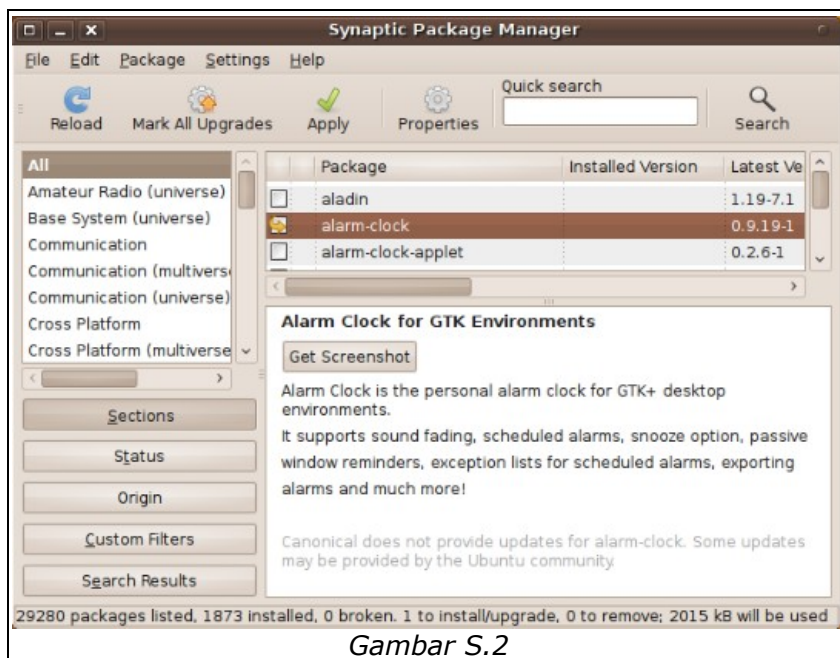 Synaptic Package Manager
File Edit Package Settings Help
Reload
Mark All Upgrades
Apply
Properties
Quick search
Search
All
Amateur Radio (universe)
Base System (universe)
Communication
Communication (multivers
Communication (universe)
Cross Platform
Cross Platform (multiverse
Sections
Status
Origin
Custom Filters
Search Results
Package Installed Version Latest Ve
aladin 1.19-7.1
alarm-clock 0.9.19-1
alarm-clock-applet 0.2.6-1
Alarm Clock for GTK Environments
Get Screenshot
Alarm Clock is the personal alarm clock for GTK+ desktop
environments.
It supports sound fading, scheduled alarms, snooze option, passive
window reminders, exception lists for scheduled alarms, exporting
alarms and much more!
Canonical does not provide updates for alarm-clock. Some updates
may be provided by the Ubuntu community.
29280 packages listed, 1873 installed, 0 broken. 1 to install/upgrade, 0 to remove; 2015 kB will be used
Gambar S.2